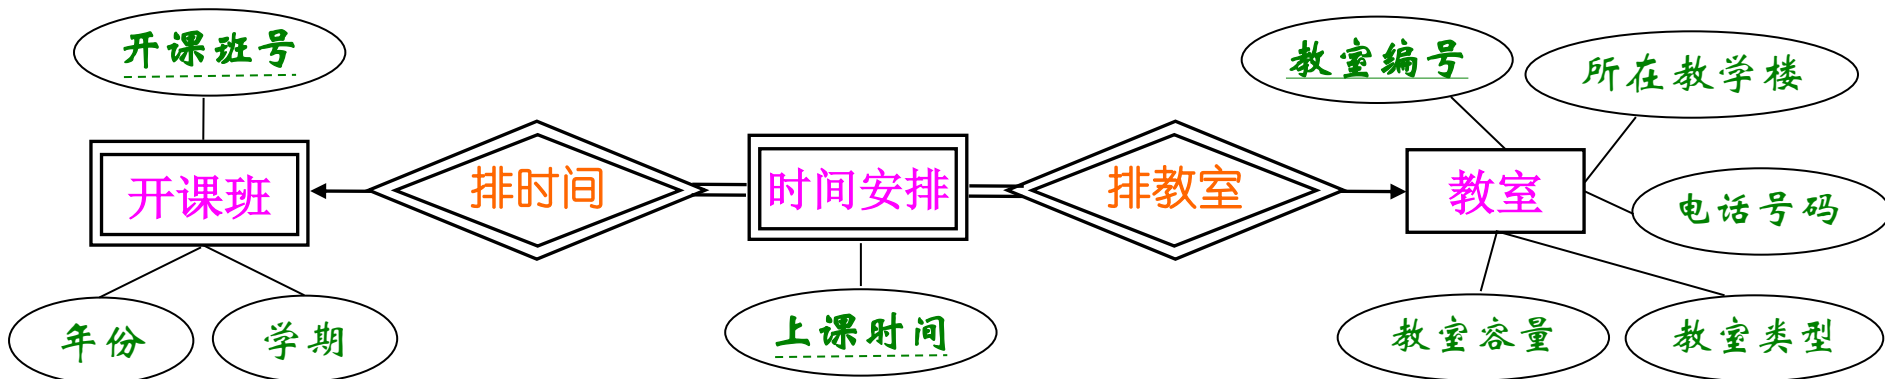 开课班号
教室编号
所在教学楼
开课班
排时间
时间安排
排教室
教室
电话号码
年份
学期
上课时间
教室容量
教室类型